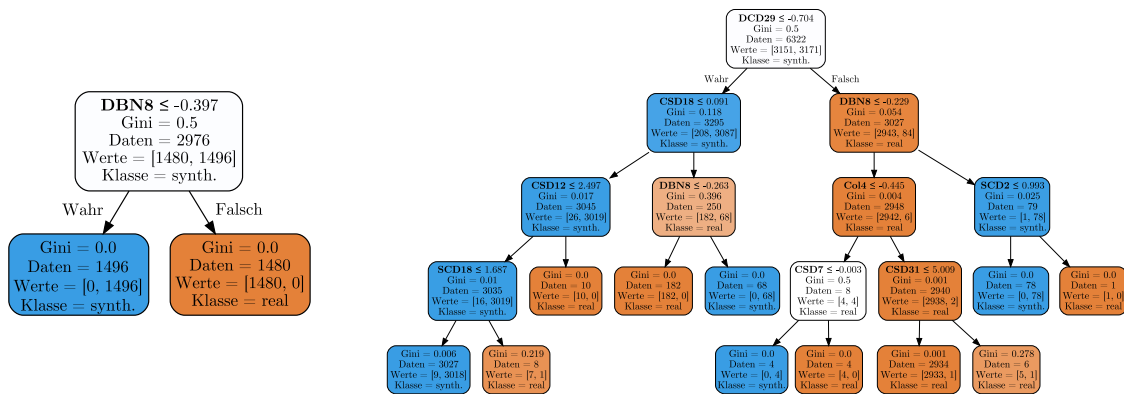 DBN8 ≤ -0.397
Gini = 0.5
Daten = 2976
Werte = [1480, 1496]
Klasse = synth.
Wahr
Falsch
Gini = 0.0
Daten = 1496
Werte = [0, 1496]
Klasse = synth.
Gini = 0.0
Daten = 1480
Werte = [1480, 0]
Klasse = real
DCD29 ≤ -0.704
Gini = 0.5
Daten = 6322
Werte = [3151, 3171]
Klasse = synth.
Wahr
Falsch
CSD18 ≤ 0.091
Gini = 0.118
Daten = 3295
Werte = [208, 3087]
Klasse = synth.
DBN8 ≤ -0.229
Gini = 0.054
Daten = 3027
Werte = [2943, 84]
Klasse = real
CSD12 ≤ 2.497
Gini = 0.017
Daten = 3045
Werte = [26, 3019]
Klasse = synth.
DBN8 ≤ -0.263
Gini = 0.396
Daten = 250
Werte = [182, 68]
Klasse = real
Col4 ≤ -0.445
Gini = 0.004
Daten = 2948
Werte = [2942, 6]
Klasse = real
SCD2 ≤ 0.993
Gini = 0.025
Daten = 79
Werte = [1, 78]
Klasse = synth.
SCD18 ≤ 1.687
Gini = 0.01
Daten = 3035
Werte = [16, 3019]
Klasse = synth.
Gini = 0.0
Daten = 10
Werte = [10, 0]
Klasse = real
Gini = 0.0
Daten = 182
Werte = [182, 0]
Klasse = real
Gini = 0.0
Daten = 68
Werte = [0, 68]
Klasse = synth.
CSD7 ≤ -0.003
Gini = 0.5
Daten = 8
Werte = [4, 4]
Klasse = real
CSD31 ≤ 5.009
Gini = 0.001
Daten = 2940
Werte = [2938, 2]
Klasse = real
Gini = 0.0
Daten = 78
Werte = [0, 78]
Klasse = synth.
Gini = 0.0
Daten = 1
Werte = [1, 0]
Klasse = real
Gini = 0.006
Daten = 3027
Werte = [9, 3018]
Klasse = synth.
Gini = 0.219
Daten = 8
Werte = [7, 1]
Klasse = real
Gini = 0.0
Daten = 4
Werte = [0, 4]
Klasse = synth.
Gini = 0.0
Daten = 4
Werte = [4, 0]
Klasse = real
Gini = 0.001
Daten = 2934
Werte = [2933, 1]
Klasse = real
Gini = 0.278
Daten = 6
Werte = [5, 1]
Klasse = real